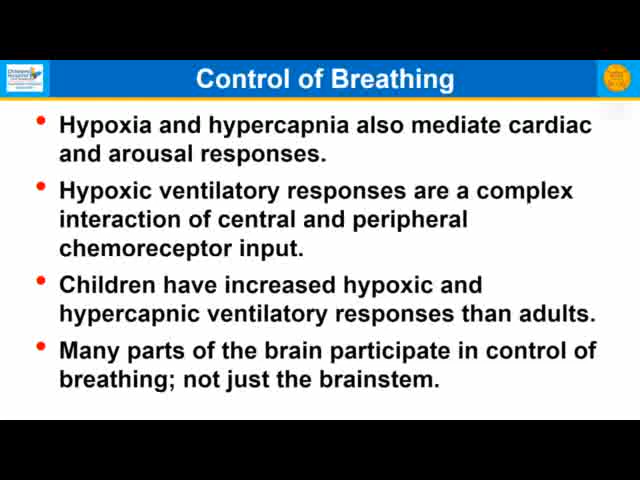 Control of Breathing
Hypoxia and hypercapnia also mediate cardiac
and arousal responses.
Hypoxic ventilatory responses are a complex
interaction of central and peripheral
chemoreceptor input.
Children have increased hypoxic and
hypercapnic ventilatory responses than adults.
Many parts of the brain participate in control of
breathing; not just the brainstem.